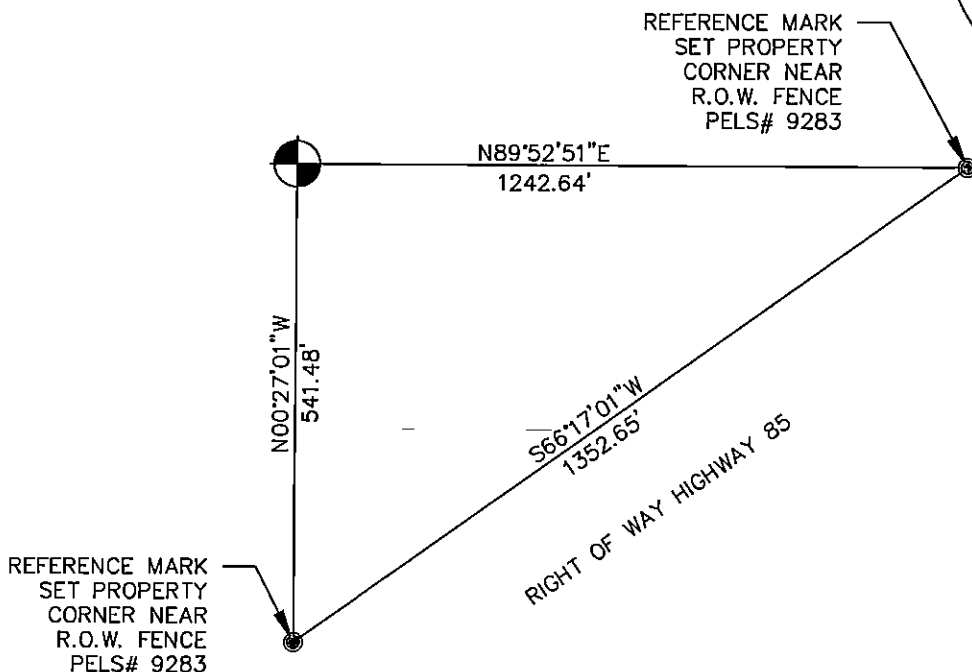 REFERENCE MARK
SET PROPERTY
CORNER NEAR
R.O.W. FENCE
PELS# 9283
N89°52'51"E
1242.64'
N00°27'01"W
541.48'
S66°17'01"W
1352.65'
RIGHT OF WAY HIGHWAY 85
REFERENCE MARK
SET PROPERTY
CORNER NEAR
R.O.W. FENCE
PELS# 9283